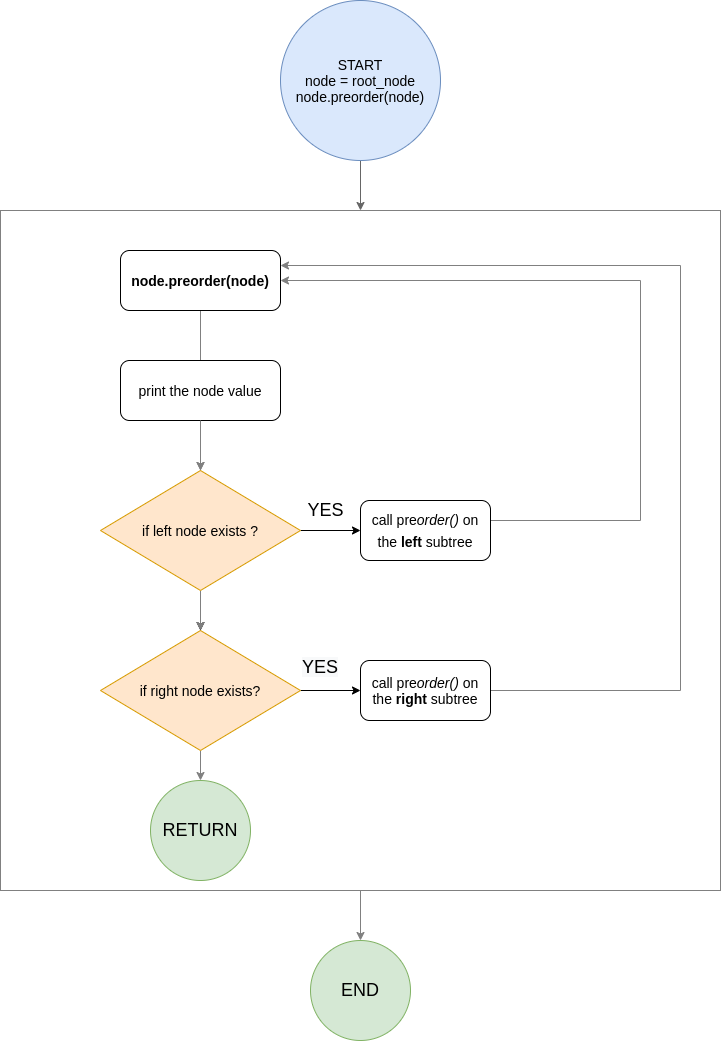 START
node = root_node
node.preorder(node)
node.preorder(node)
print the node value
if left node exists ?
YES
call preorder() on
the left subtree
if right node exists?
YES
call preorder() on
the right subtree
RETURN
END